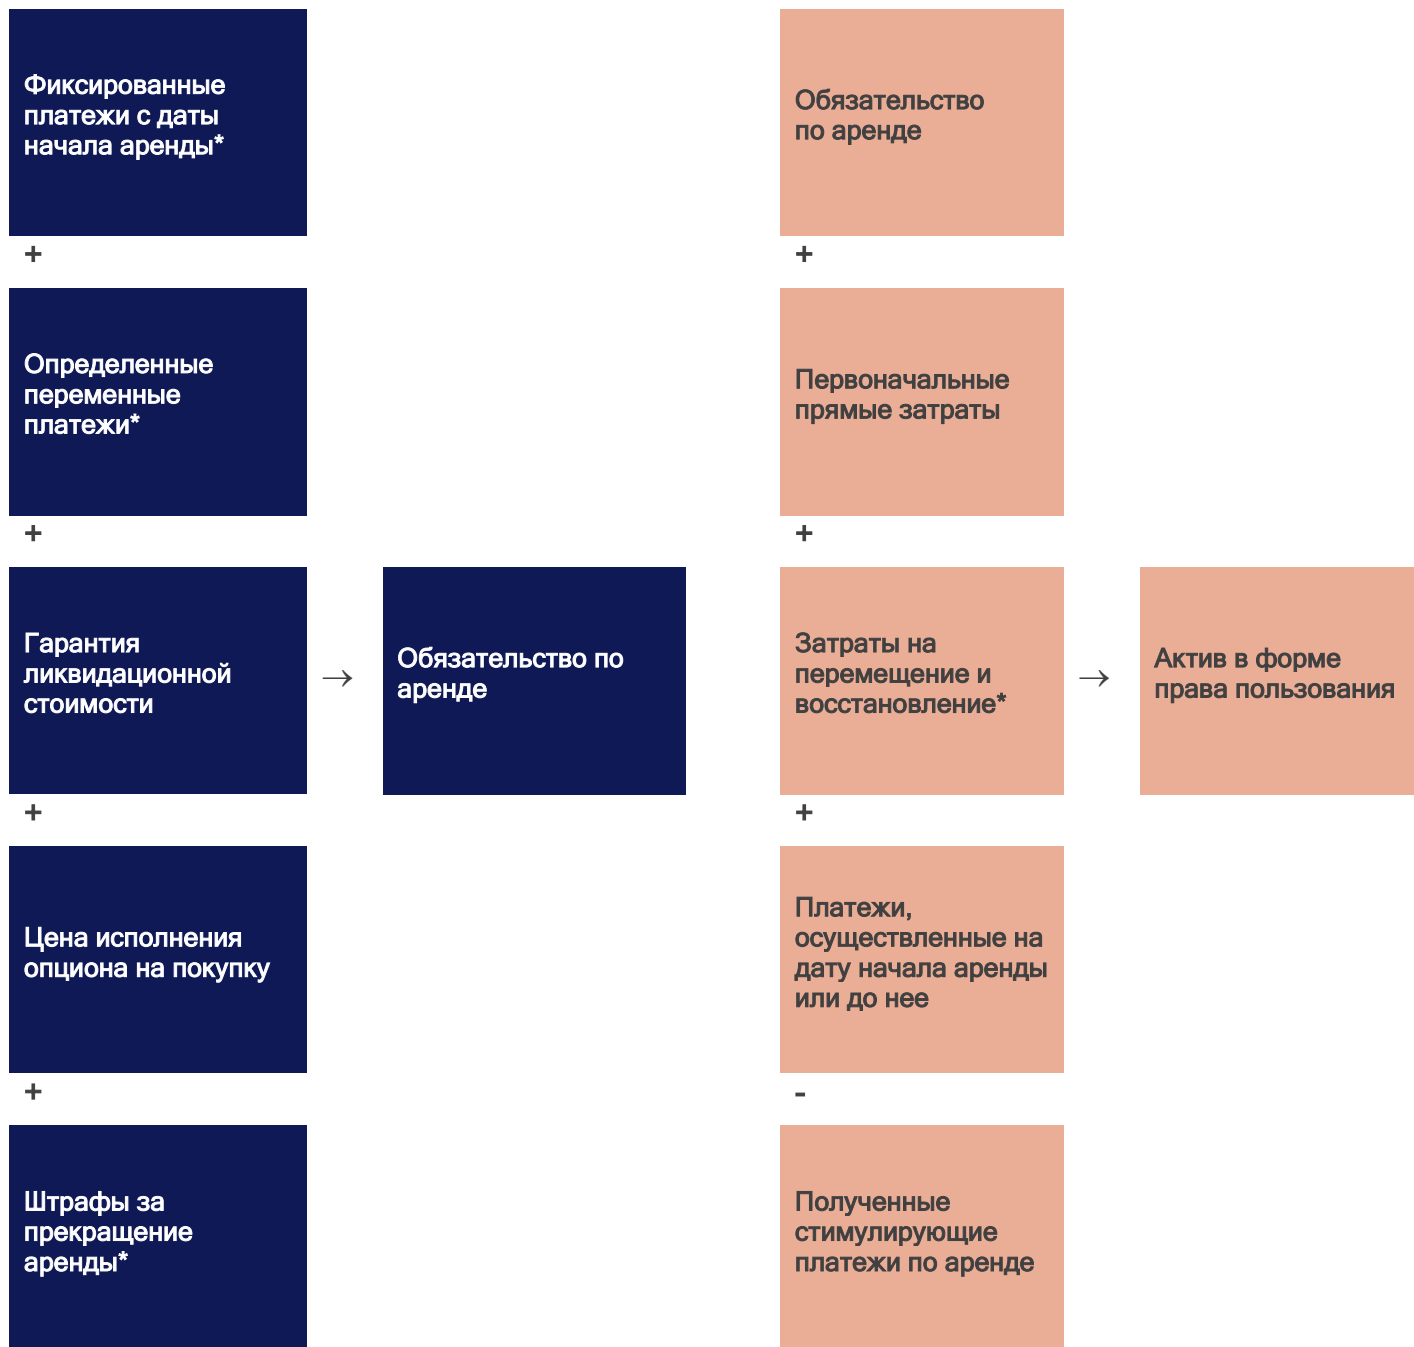 Фиксированные
платежи с даты
начала аренды*
+
Определенные
переменные
платежи*
+
Гарантия
ликвидационной
стоимости
+
Цена исполнения
опциона на покупку
+
Штрафы за
прекращение
аренды*
→
Обязательство по
аренде
Обязательство
по аренде
+
Первоначальные
прямые затраты
+
Затраты на
перемещение и
восстановление*
+
Платежи,
осуществленные на
дату начала аренды
или до нее
-
Полученные
стимулирующие
платежи по аренде
→
Актив в форме
права пользования